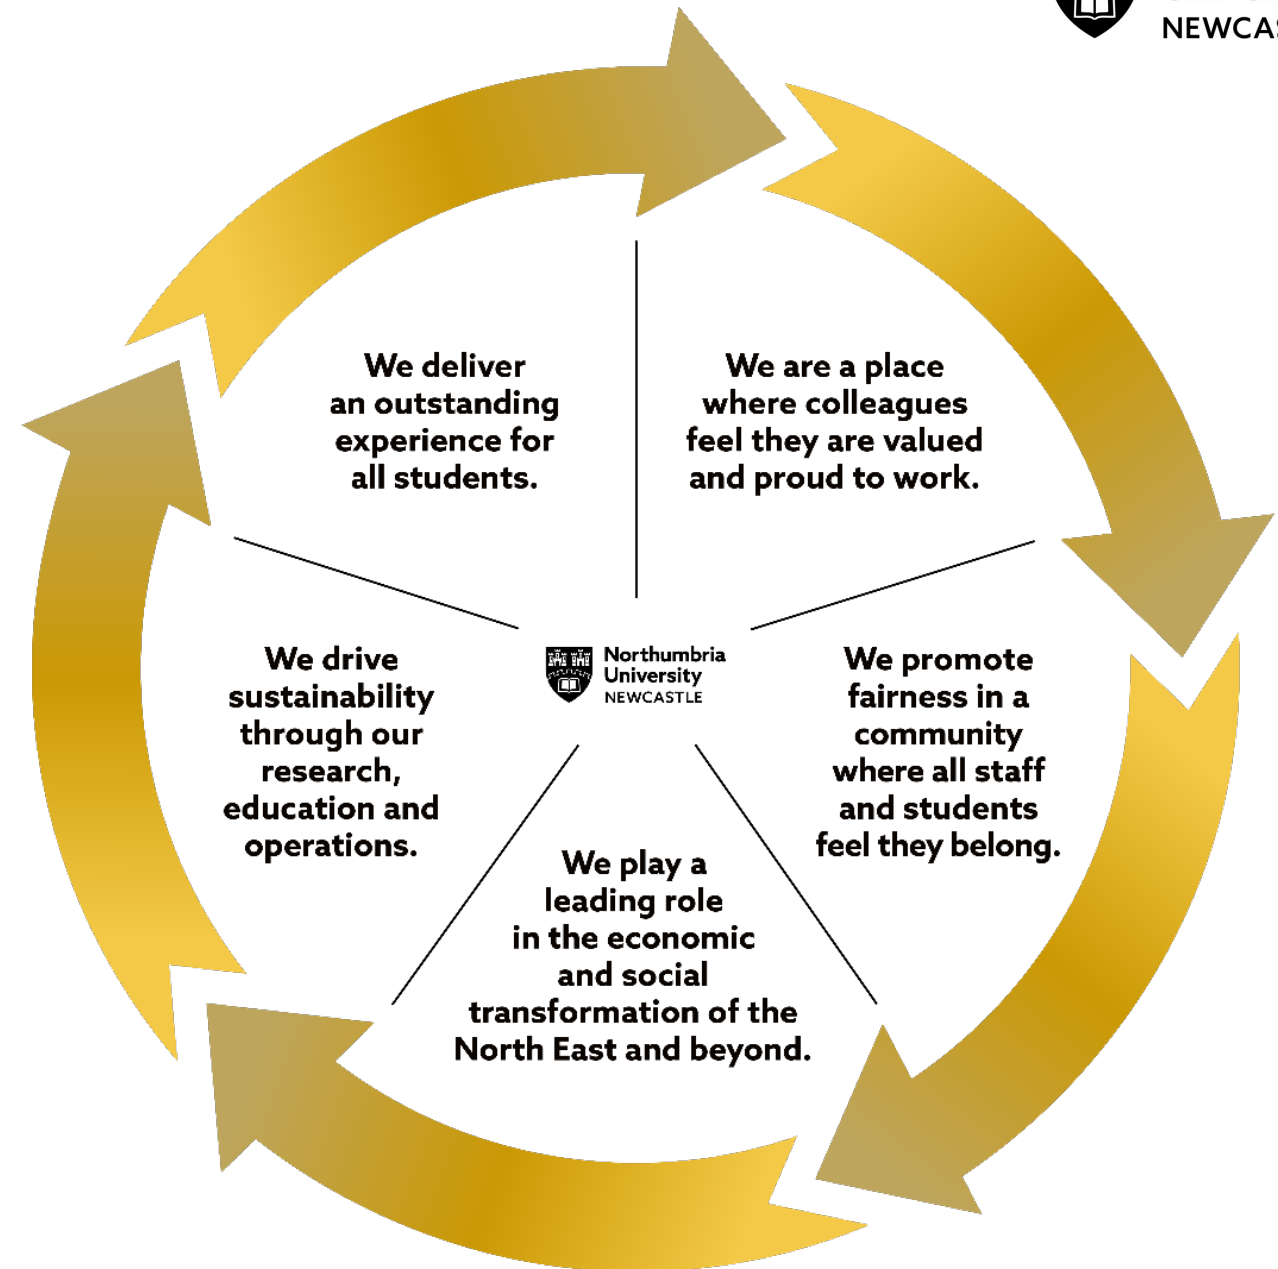 NEWCAS
We deliver
an outstanding
experience for
all students.
We are a place
where colleagues
feel they are valued
and proud to work.
We promote
fairness in a
community
where all staff
and students
feel they belong.
We play a
leading role
in the economic
and social
transformation of the
North East and beyond.
We drive
sustainability
through our
research,
education and
operations.
Northumbria
University
NEWCASTLE